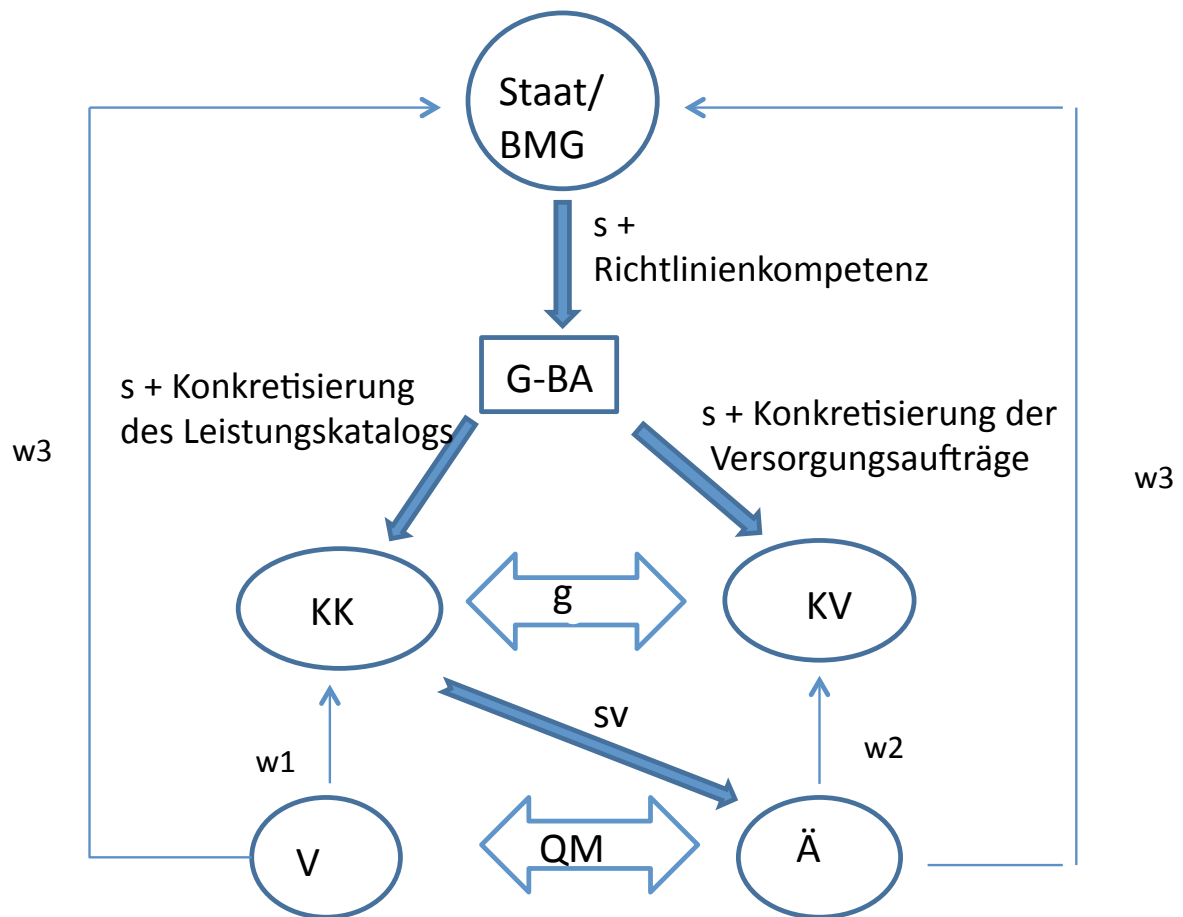 Staat/
BMG
s +
Richtlinienkompetenz
G-BA
s + Konkretisierung
des Leistungskatalogs
s + Konkretisierung der
Versorgungsaufträge
w3
w3
KK
g
KV
sv
w1
w2
V
QM
Ä